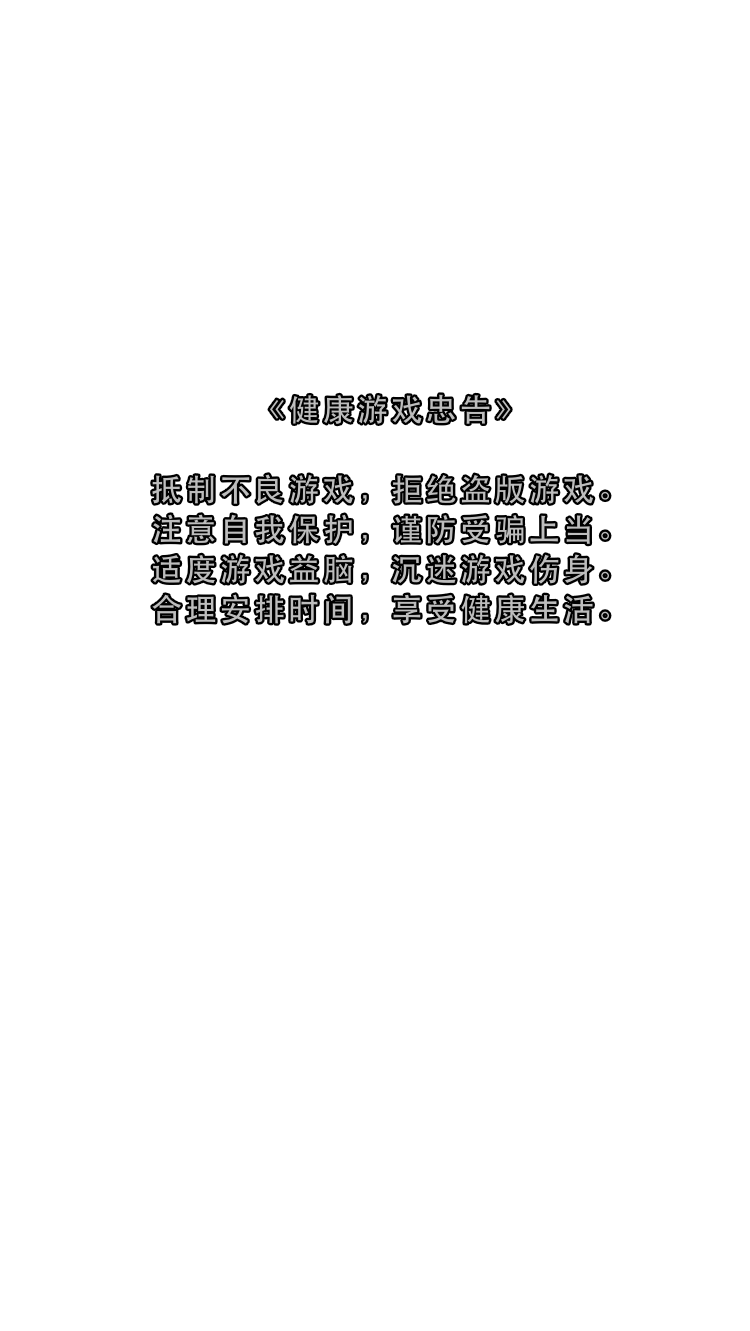 《健康游戏忠告》
抵制不良游戏，拒绝盗版游戏。
注意自我保护，谨防受骗上当。
适度游戏益脑，沉迷游戏伤身。
合理安排时间，享受健康生活。